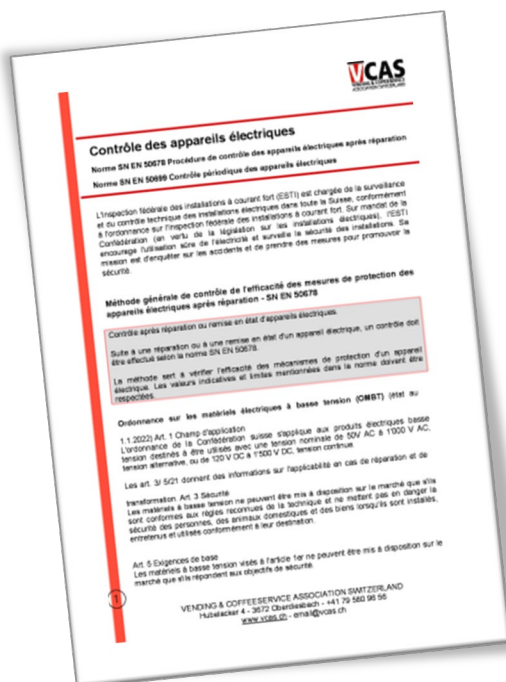 VCAS
VENDING & COFFEESERVICE
ASSOCIATION SWITZERLAND
Contrôle des appareils électriques
Norme SN EN 50678 Procédure de contrôle des appareils électriques après réparation
Norme SN EN 50699 Contrôle périodique des appareils électriques
L'Inspection fédérale des installations à courant fort (ESTI) est chargée de la surveillance
et du contrôle technique des installations électriques dans toute la Suisse, conformément
à l'ordonnance sur l'Inspection fédérale des installations à courant fort. Sur mandat de la
Confédération (en vertu de la législation sur les installations électriques), l'ESTI
encourage l'utilisation sûre de l'électricité et surveille la sécurité des installations. Sa
mission est d'enquêter sur les accidents et de prendre des mesures pour promouvoir la
sécurité.
Méthode générale de contrôle de l'efficacité des mesures de protection des
appareils électriques après réparation - SN EN 50678
Contrôle après réparation ou remise en état d'appareils électriques.
Suite à une réparation ou à une remise en état d'un appareil électrique, un contrôle doit
être effectué selon la norme SN EN 50678.
La méthode sert à vérifier l'efficacité des mécanismes de protection d'un appareil
électrique. Les valeurs indicatives et limites mentionnées dans la norme doivent être
respectées.
Ordonnance sur les matériels électriques à basse tension (OMBT) (état au
1.1.2022) Art. 1 Champ d'application
L'ordonnance de la Confédération suisse s'applique aux produits électriques basse
tension destinés à être utilisés avec une tension nominale de 50V AC à 1'000 V AC,
tension alternative, ou de 120 V DC à 1'500 V DC, tension continue.
Les art. 3/ 5/21 donnent des informations sur l'applicabilité en cas de réparation et de
transformation. Art. 3 Sécurité
Les matériels à basse tension ne peuvent être mis à disposition sur le marché que s'ils
sont conformes aux règles reconnues de la technique et ne mettent pas en danger la
sécurité des personnes, des animaux domestiques et des biens lorsqu'ils sont installés,
entretenus et utilisés conformément à leur destination.
Art. 5 Exigences de base
Les matériels à basse tension visés à l'article 1er ne peuvent être mis à disposition sur le
marché que s'ils répondent aux objectifs de sécurité.
1
VENDING & COFFEESERVICE ASSOCIATION SWITZERLAND
Hubelacker 4 - 3672 Oberdiessbach - +41 79 560 96 56
www.vcas.ch - email@vcas.ch